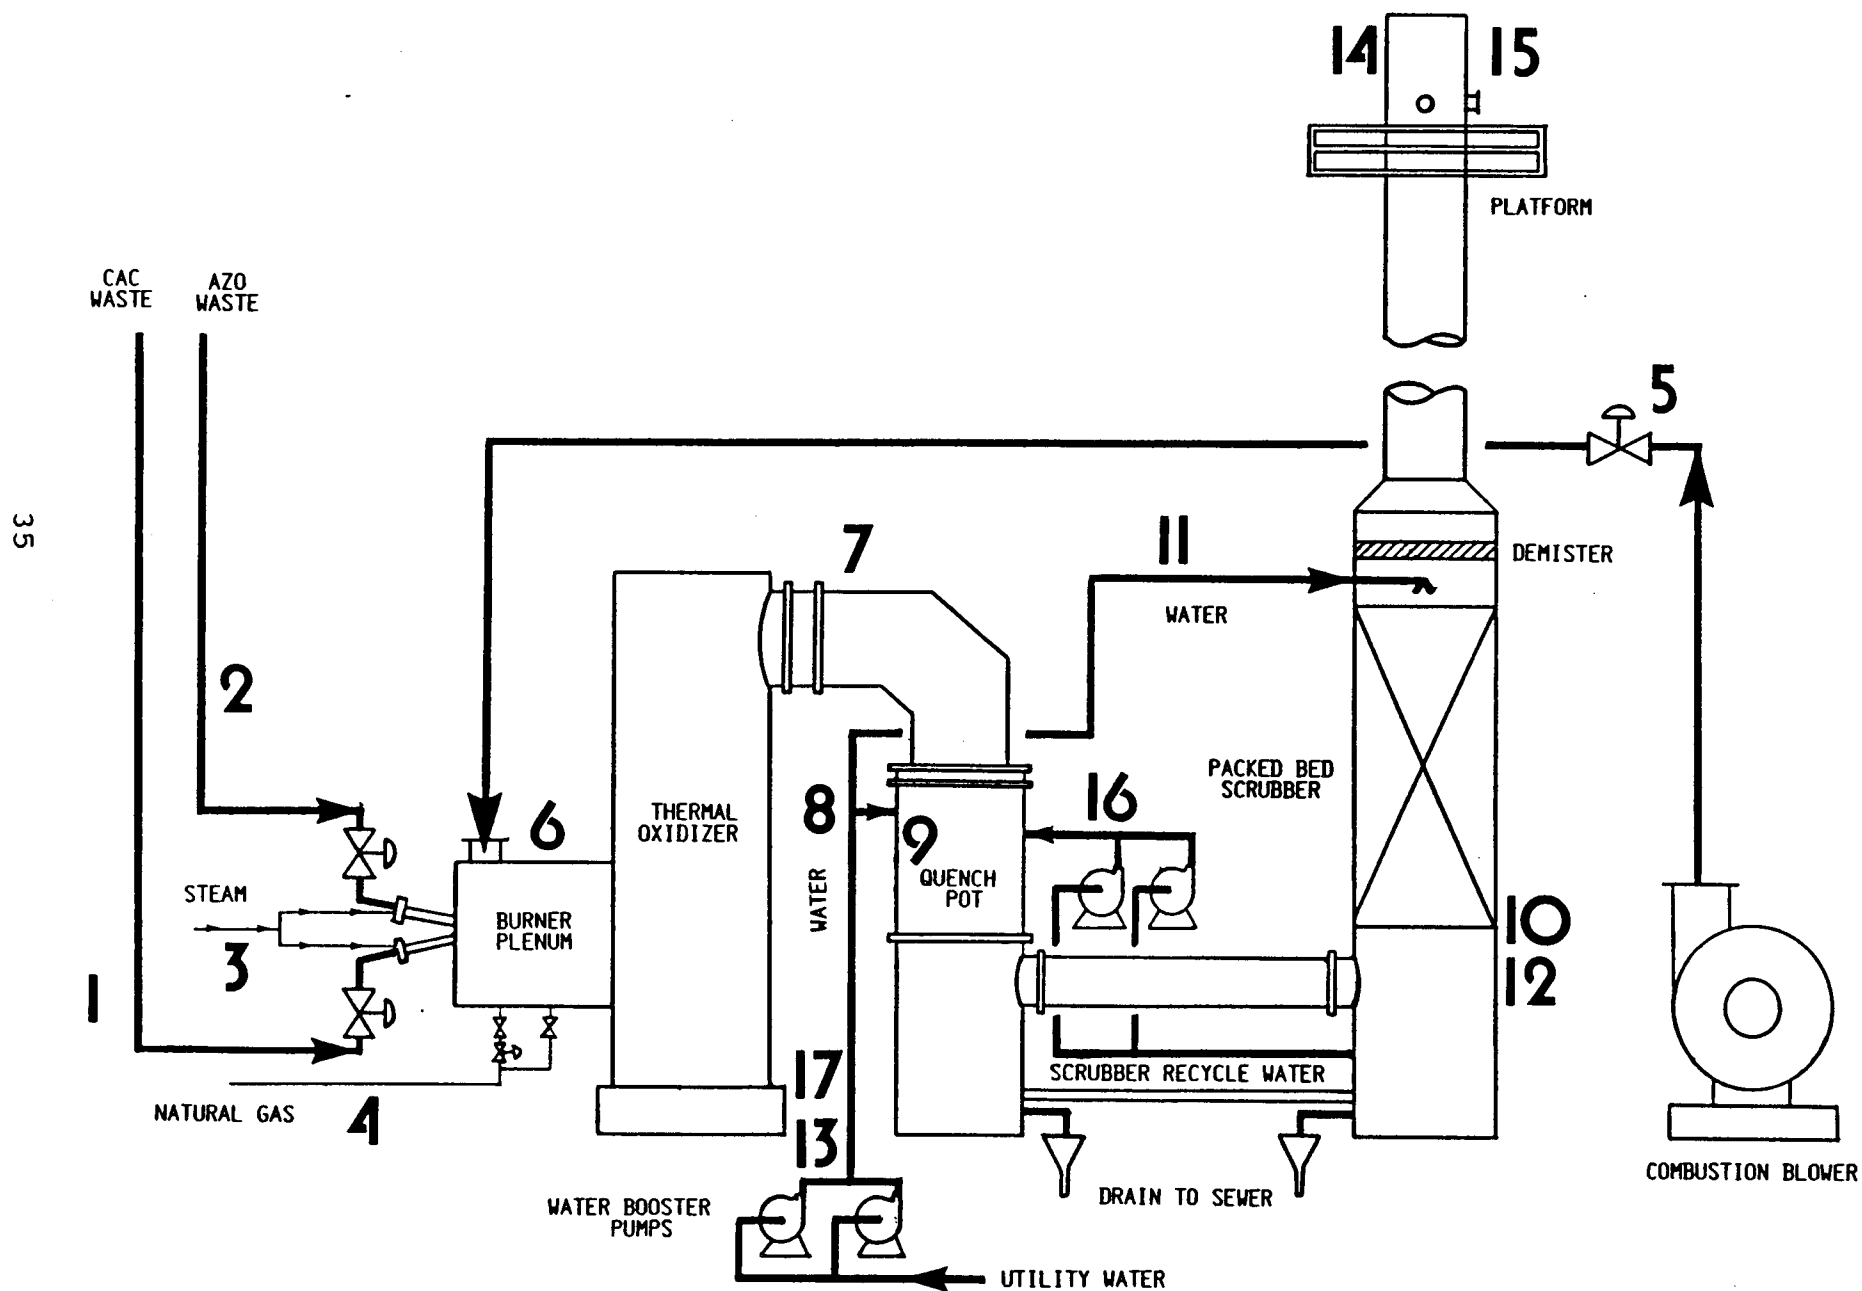 14
15
PLATFORM
CAC
WASTE
AZO
WASTE
5
35
7
11
DEMISTER
WATER
2
PACKED BED
SCRUBBER
THERMAL
OXIDIZER
6
8
9
16
QUENCH
POT
WATER
STEAM
BURNER
PLENUM
3
10
12
1
17
SCRUBBER RECYCLE WATER
NATURAL GAS
4
13
COMBUSTION BLOWER
DRAIN TO SEWER
WATER BOOSTER
PUMPS
UTILITY WATER